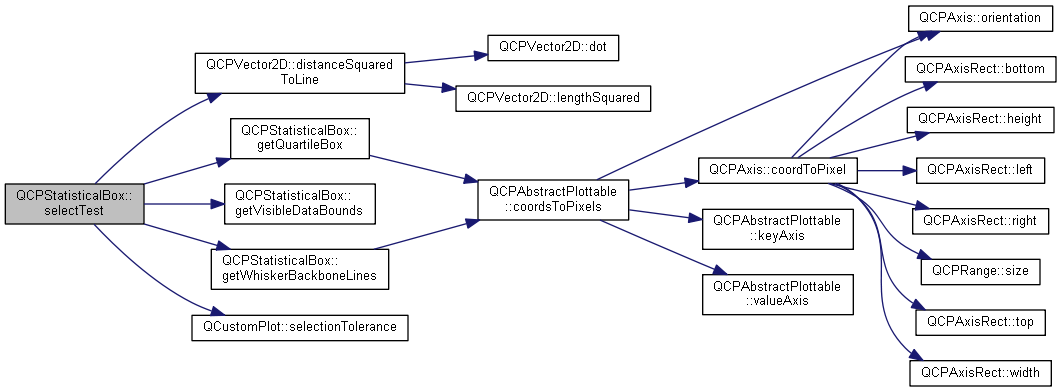 QCPStatisticalBox::
selectTest
QCPVector2D::distanceSquared
ToLine
QCPVector2D::dot
QCPVector2D::lengthSquared
QCPStatisticalBox::
getQuartileBox
QCPStatisticalBox::
getVisibleDataBounds
QCPStatisticalBox::
getWhiskerBackboneLines
QCustomPlot::selectionTolerance
QCPAbstractPlottable
::coordsToPixels
QCPAxis::coordToPixel
QCPAbstractPlottable
::keyAxis
QCPAbstractPlottable
::valueAxis
QCPAxis::orientation
QCPAxisRect::bottom
QCPAxisRect::height
QCPAxisRect::left
QCPAxisRect::right
QCPRange::size
QCPAxisRect::top
QCPAxisRect::width